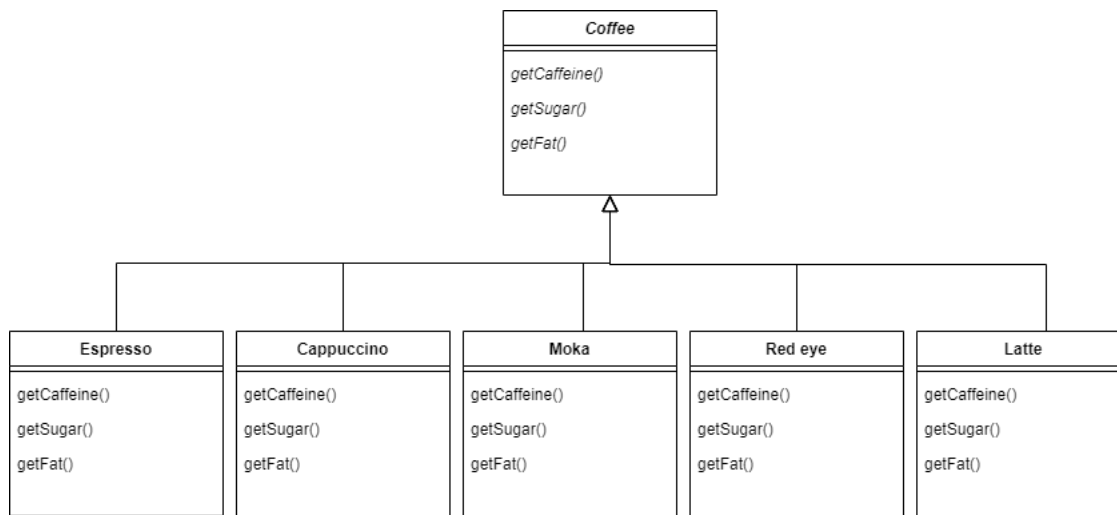 Coffee
getCaffeine()
getSugar()
getFat()
Espresso
getCaffeine()
getSugar()
getFat()
Cappuccino
getCaffeine()
getSugar()
getFat()
Moka
getCaffeine()
getSugar()
getFat()
Red eye
getCaffeine()
getSugar()
getFat()
Latte
getCaffeine()
getSugar()
getFat()